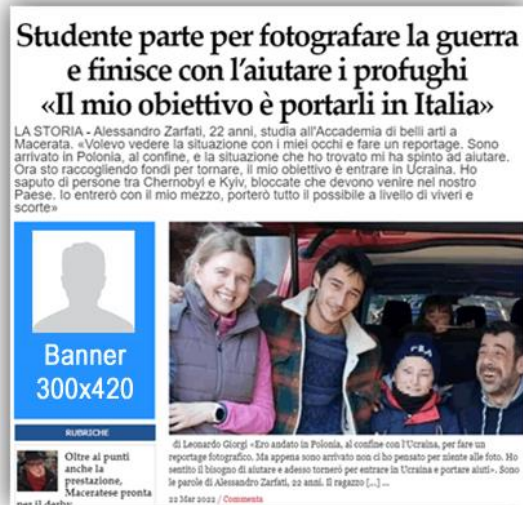 Studente parte per fotografare la guerra
e finisce con l'aiutare i profughi
«Il mio obiettivo è portarli in Italia»
LA STORIA - Alessandro Zarfati, 22 anni, studia all'Accademia di belli arti a
Macerata. «Volevo vedere la situazione con i miei occhi e fare un reportage. Sono
arrivato in Polonia, al confine, e la situazione che ho trovato mi ha spinto ad aiutare.
Ora sto raccogliendo fondi per tornare, il mio obiettivo è entrare in Ucraina. Ho
saputo di persone tra Chernobyl e Kyiv, bloccate che devono venire nel nostro
Paese. Io entrerò con il mio mezzo, porterò tutto il possibile a livello di viveri e
scorte»
Banner
300x420
RUBRICHE
Oltre ai punti
anche la
prestazione,
Maceratese pronta
per il derby
di Leonardo Giorgi «Ero andato in Polonia, al confine con l'Ucraina, per fare un
reportage fotografico. Ma appena sono arrivato non ci ho pensato per niente alle foto. Ho
sentito il bisogno di aiutare e adesso tornerò per entrare in Ucraina e portare aiuti». Sono
le parole di Alessandro Zarfati, 22 anni. Il ragazzo [...] ...
22 Mar 2022 / Commenta